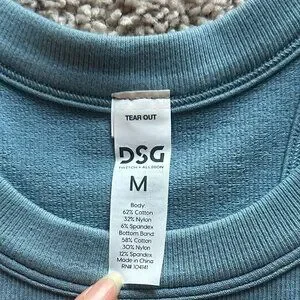 TEAR OUT
DSG
M
Body
62% Cotton
32% Nylon
6% Spandex
Bottom Band:
58% Cotton
30% Nylon
12% Spandex
Made in China
RN# 104141